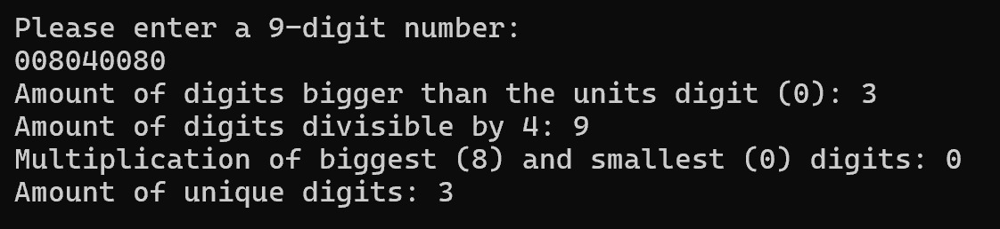 Please enter a 9-digit number:
008040080
Amount of digits bigger than the units digit (0): 3
Amount of digits divisible by 4: 9
Multiplication of biggest (8) and smallest (0) digits: 0
Amount of unique digits: 3